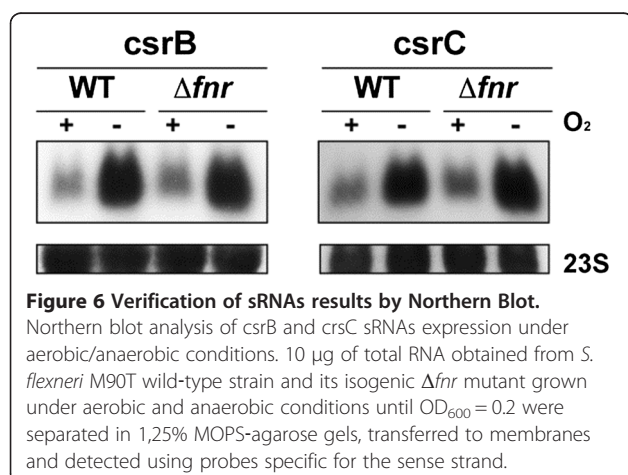 csrB csrC
WT Δfnr WT Δfnr
+ - + - + - + - O₂
23S
Figure 6 Verification of sRNAs results by Northern Blot.
Northern blot analysis of csrB and crsC sRNAs expression under
aerobic/anaerobic conditions. 10 μg of total RNA obtained from S.
flexneri M90T wild-type strain and its isogenic Δfnr mutant grown
under aerobic and anaerobic conditions until OD₆₀₀ = 0.2 were
separated in 1,25% MOPS-agarose gels, transferred to membranes
and detected using probes specific for the sense strand.